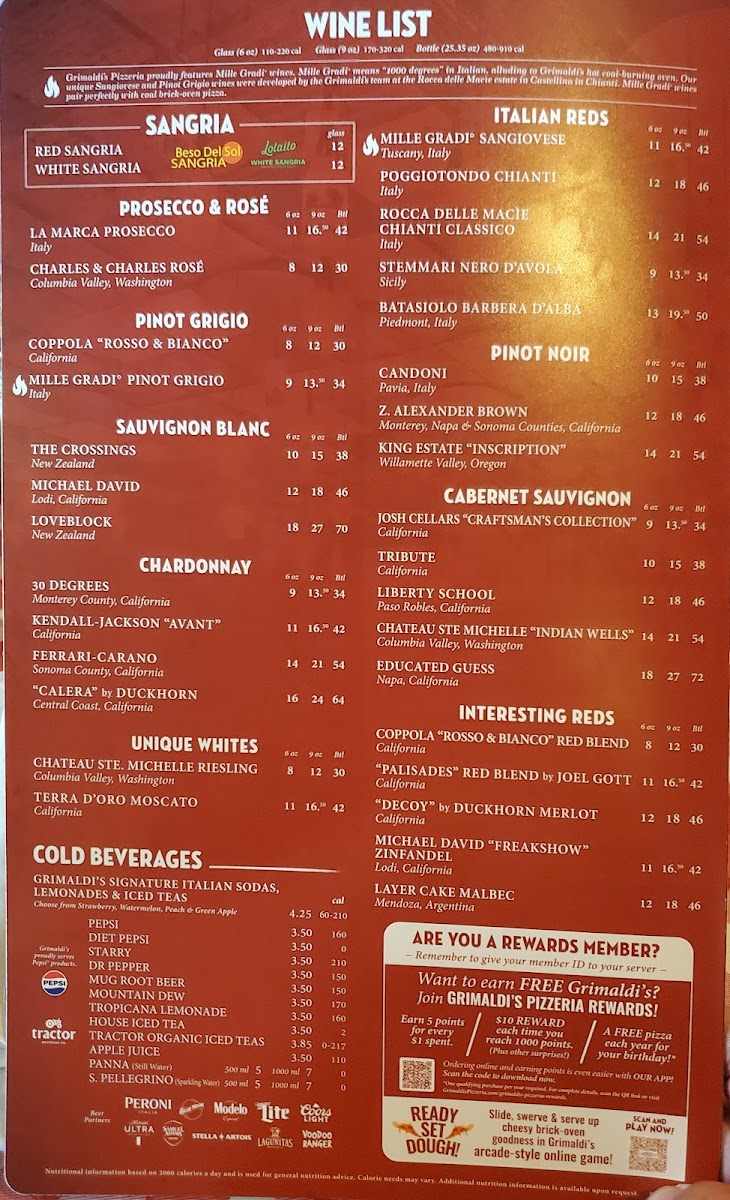 WINE LIST
Glass (6 oz) 110-220 cal Glass (9 oz) 170-320 cal Bottle (25.35 oz) 480-910 cal
Grimaldi's Pizzeria proudly features Mille Gradi° wines. Mille Gradi° means "1000 degrees" in Italian, alluding to Grimaldi's hot coal-burning oven. Our
unique Sangiovese and Pinot Grigio wines were developed by the Grimaldi's team at the Rocca delle Macie estate in Castellina in Chianti. Mille Gradi° wines
pair perfectly with coal brick-oven pizza.
SANGRIA
glass
RED SANGRIA Beso Del Sol SANGRIA 12
WHITE SANGRIA Lolailo WHITE SANGRIA 12
PROSECCO & ROSÉ
6 oz 9 oz Btl
LA MARCA PROSECCO 11 16.50 42
Italy
CHARLES & CHARLES ROSÉ 8 12 30
Columbia Valley, Washington
PINOT GRIGIO
6 oz 9 oz Btl
COPPOLA "ROSSO & BIANCO" 8 12 30
California
MILLE GRADI° PINOT GRIGIO 9 13.50 34
Italy
SAUVIGNON BLANC
6 oz 9 oz Btl
THE CROSSINGS 10 15 38
New Zealand
MICHAEL DAVID 12 18 46
Lodi, California
LOVEBLOCK 18 27 70
New Zealand
CHARDONNAY
6 oz 9 oz Btl
30 DEGREES 9 13.50 34
Monterey County, California
KENDALL-JACKSON "AVANT" 11 16.50 42
California
FERRARI-CARANO 14 21 54
Sonoma County, California
"CALERA" by DUCKHORN 16 24 64
Central Coast, California
UNIQUE WHITES
6 oz 9 oz Btl
CHATEAU STE. MICHELLE RIESLING 8 12 30
Columbia Valley, Washington
TERRA D'ORO MOSCATO 11 16.50 42
California
COLD BEVERAGES
GRIMALDI'S SIGNATURE ITALIAN SODAS,
LEMONADES & ICED TEAS cal
Choose from Strawberry, Watermelon, Peach & Green Apple 4.25 60-210
PEPSI 3.50 160
DIET PEPSI 3.50 0
STARRY 3.50 210
DR PEPPER 3.50 150
MUG ROOT BEER 3.50 150
MOUNTAIN DEW 3.50 170
TROPICANA LEMONADE 3.50 160
HOUSE ICED TEA 3.50 2
TRACTOR ORGANIC ICED TEAS 3.85 0-217
APPLE JUICE 3.50 110
PANNA (Still Water) 500 ml 5 1000 ml 7 0
S. PELLEGRINO (Sparkling Water) 500 ml 5 1000 ml 7 0
Grimaldi's
proudly serves
Pepsi products.
PEPSI
tractor
Beer
Partners
PERONI
ITALIA
BLUE MOON
Modelo
Lite
Coors
LIGHT
Michelob
ULTRA
SAMUEL
ADAMS
STELLA ARTOIS
LAGUNITAS
VOODOO
RANGER
ITALIAN REDS
6 oz 9 oz Btl
MILLE GRADI° SANGIOVESE 11 16.50 42
Tuscany, Italy
POGGIOTONDO CHIANTI 12 18 46
Italy
ROCCA DELLE MACÌE
CHIANTI CLASSICO 14 21 54
Italy
STEMMARI NERO D'AVOLA 9 13.50 34
Sicily
BATASIOLO BARBERA D'ALBA 13 19.50 50
Piedmont, Italy
PINOT NOIR
6 oz 9 oz Btl
CANDONI 10 15 38
Pavia, Italy
Z. ALEXANDER BROWN 12 18 46
Monterey, Napa & Sonoma Counties, California
KING ESTATE "INSCRIPTION" 14 21 54
Willamette Valley, Oregon
CABERNET SAUVIGNON
6 oz 9 oz Btl
JOSH CELLARS "CRAFTSMAN'S COLLECTION" 9 13.50 34
California
TRIBUTE 10 15 38
California
LIBERTY SCHOOL 12 18 46
Paso Robles, California
CHATEAU STE MICHELLE "INDIAN WELLS" 14 21 54
Columbia Valley, Washington
EDUCATED GUESS 18 27 72
Napa, California
INTERESTING REDS
6 oz 9 oz Btl
COPPOLA "ROSSO & BIANCO" RED BLEND 8 12 30
California
"PALISADES" RED BLEND by JOEL GOTT 11 16.50 42
California
"DECOY" by DUCKHORN MERLOT 12 18 46
California
MICHAEL DAVID "FREAKSHOW"
ZINFANDEL 11 16.50 42
Lodi, California
LAYER CAKE MALBEC 12 18 46
Mendoza, Argentina
ARE YOU A REWARDS MEMBER?
– Remember to give your member ID to your server –
Want to earn FREE Grimaldi's?
Join GRIMALDI'S PIZZERIA REWARDS!
Earn 5 points
for every
$1 spent.
$10 REWARD
each time you
reach 1000 points.
(Plus other surprises!)
A FREE pizza
each year for
your birthday!*
Ordering online and earning points is even easier with OUR APP!
Scan the code to download now.
*One qualifying purchase per year required. For complete details, scan the QR link or visit
GrimaldisPizzeria.com/grimaldis-pizzeria-rewards.
READY
SET
DOUGH!
Slide, swerve & serve up
cheesy brick-oven
goodness in Grimaldi's
arcade-style online game!
SCAN AND
PLAY NOW!
Nutritional information based on 2000 calories a day and is used for general nutrition advice. Calorie needs may vary. Additional nutrition information is available upon request.